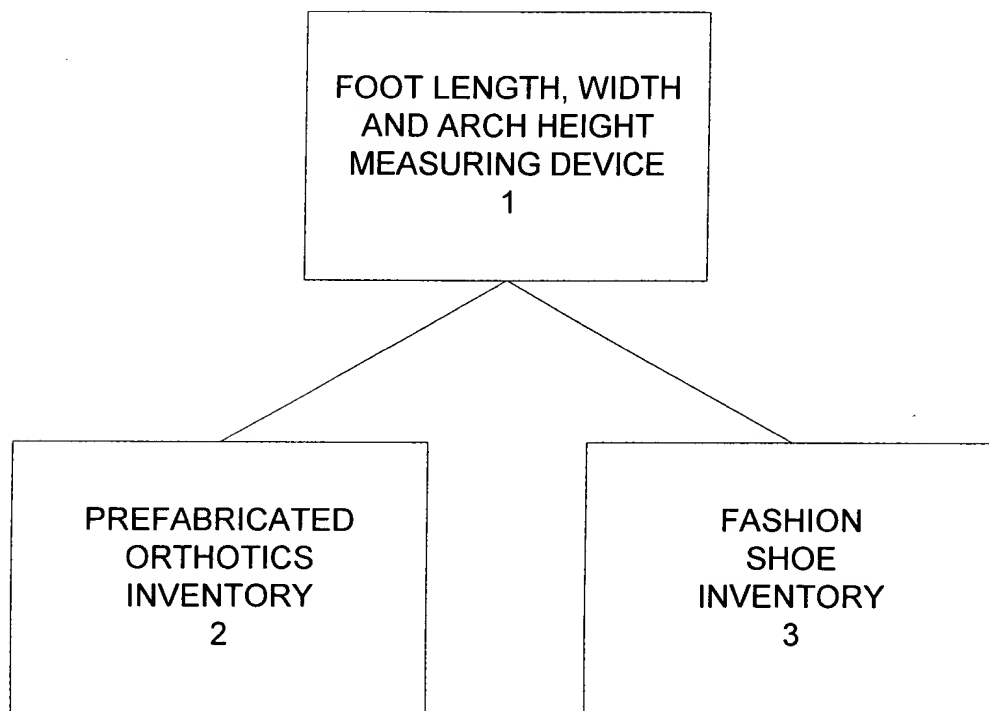 FOOT LENGTH, WIDTH
AND ARCH HEIGHT
MEASURING DEVICE
1
PREFABRICATED
ORTHOTICS
INVENTORY
2
FASHION
SHOE
INVENTORY
3